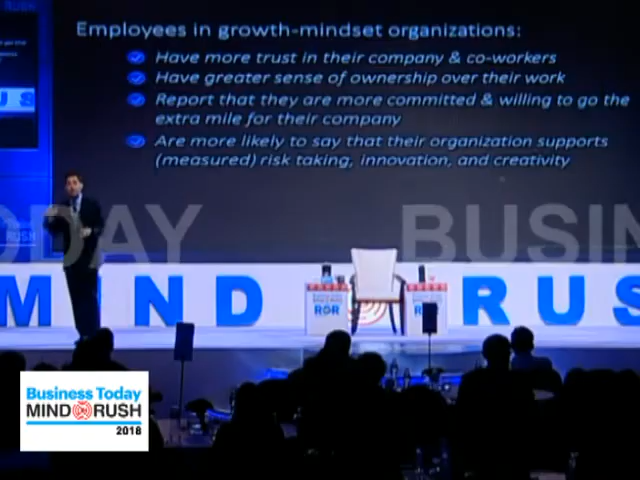 Employees in growth-mindset organizations:
Have more trust in their company & co-workers
Have greater sense of ownership over their work
Report that they are more committed & willing to go the
extra mile for their company
Are more likely to say that their organization supports
(measured) risk taking, innovation, and creativity
U S
RUSH
TODAY
BUSIN
MIND
RUS
Business Today
MIND RUSH
2018